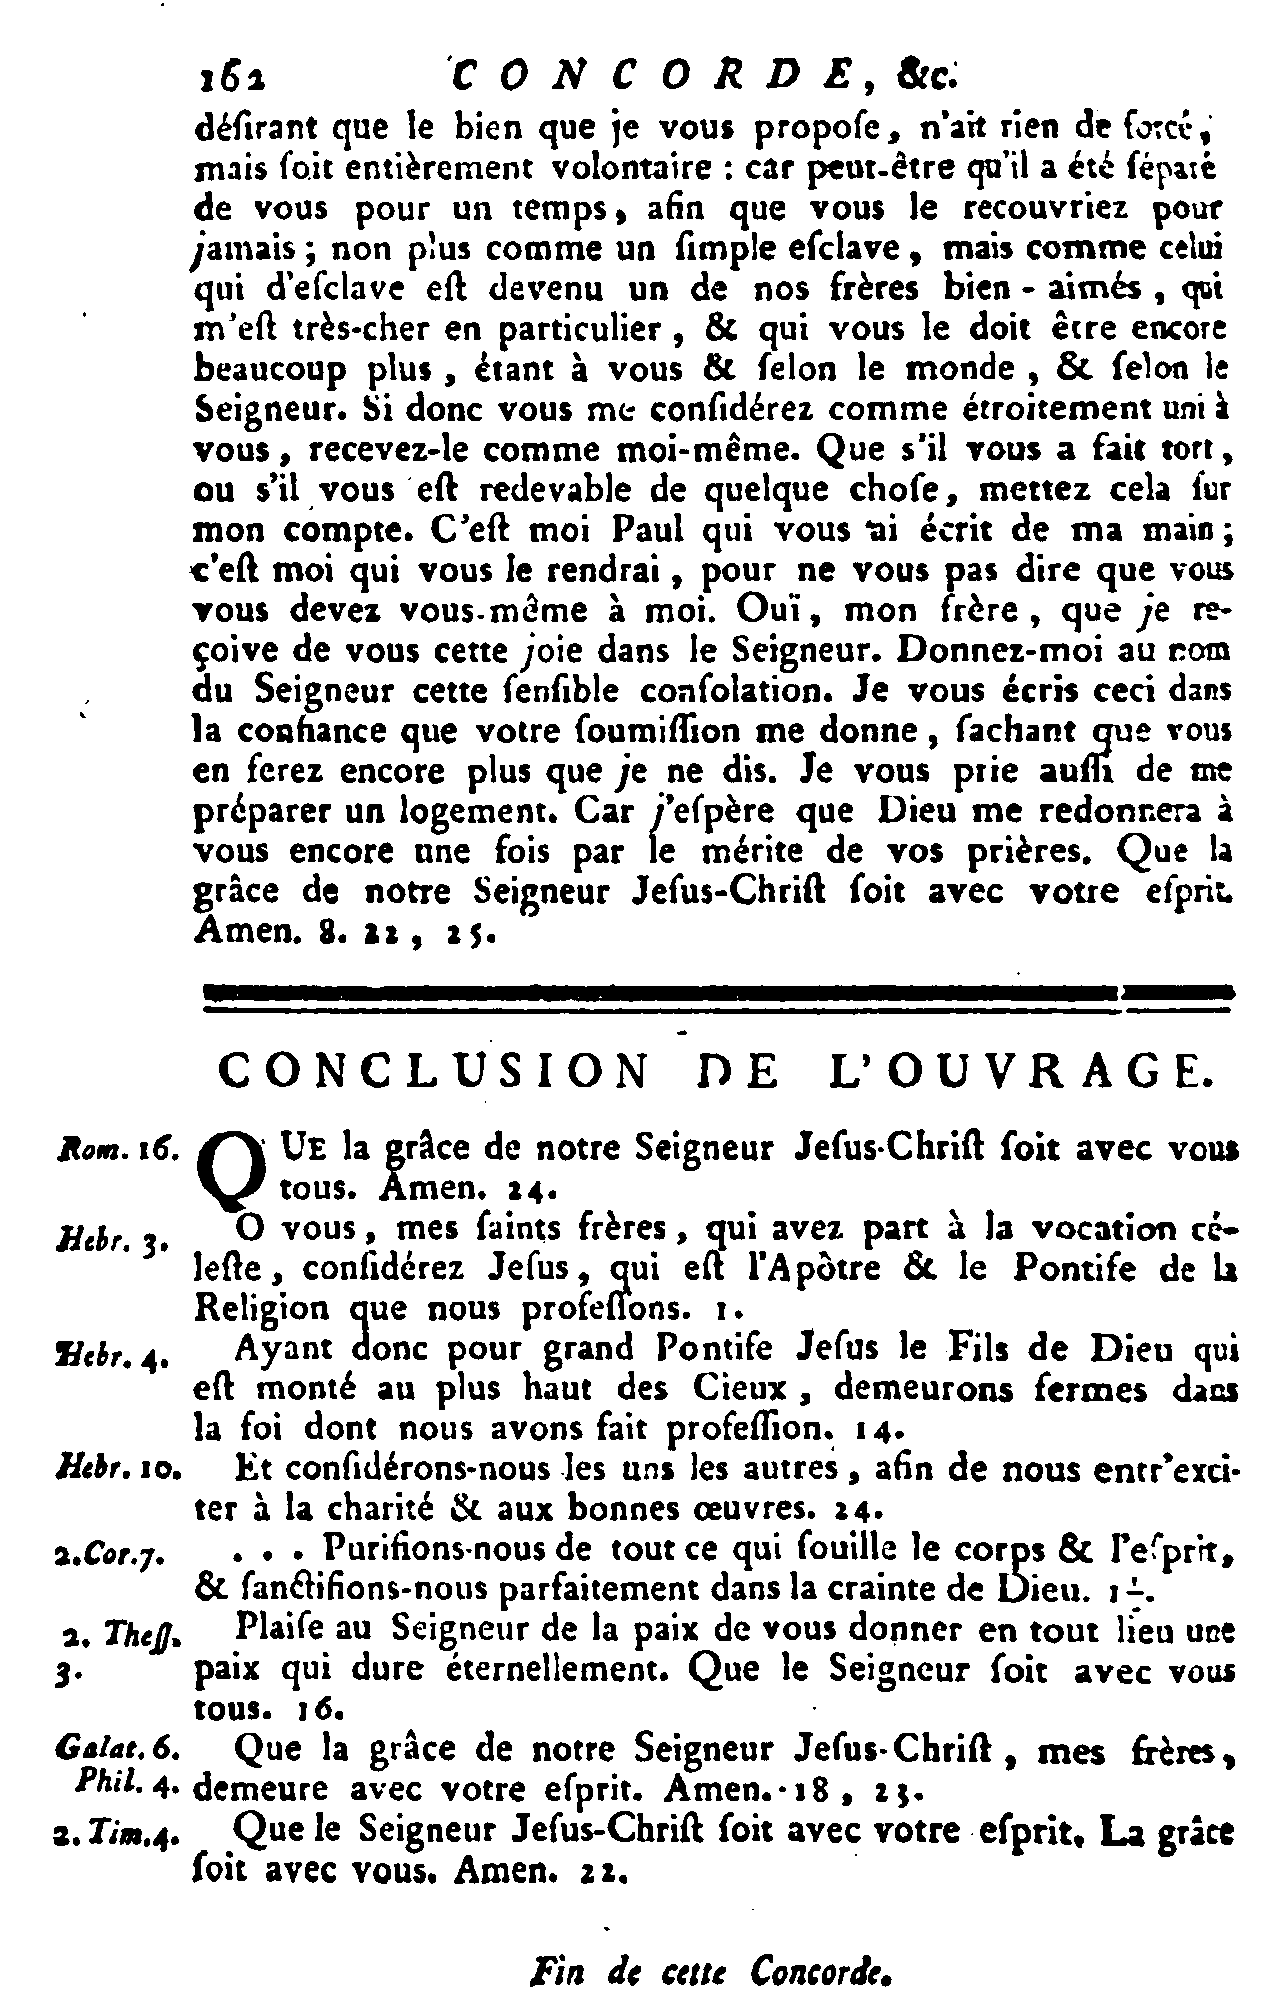 162 CONCORDE, &c.
déſirant que le bien que je vous propoſe, n'ait rien de forcé,
mais ſoit entièrement volontaire : car peut-être qu'il a été ſéparé
de vous pour un temps, afin que vous le recouvriez pour
jamais ; non plus comme un ſimple eſclave, mais comme celui
qui d'eſclave eſt devenu un de nos frères bien-aimés, qui
m'eſt très-cher en particulier, & qui vous le doit être encore
beaucoup plus, étant à vous & ſelon le monde, & ſelon le
Seigneur. Si donc vous me conſidérez comme étroitement uni à
vous, recevez-le comme moi-même. Que s'il vous a fait tort,
ou s'il vous eſt redevable de quelque choſe, mettez cela ſur
mon compte. C'eſt moi Paul qui vous ai écrit de ma main ;
c'eſt moi qui vous le rendrai, pour ne vous pas dire que vous
vous devez vous-même à moi. Ouï, mon frère, que je re-
çoive de vous cette joie dans le Seigneur. Donnez-moi au nom
du Seigneur cette ſenſible conſolation. Je vous écris ceci dans
la confiance que votre ſoumiſſion me donne, ſachant que vous
en ferez encore plus que je ne dis. Je vous prie auſſi de me
préparer un logement. Car j'eſpère que Dieu me redonnera à
vous encore une fois par le mérite de vos prières. Que la
grâce de notre Seigneur Jeſus-Chriſt ſoit avec votre eſprit.
Amen. 8. 22, 25.
CONCLUSION DE L'OUVRAGE.
Rom. 16. QUE la grâce de notre Seigneur Jeſus-Chriſt ſoit avec vous
tous. Amen. 24.
Hebr. 3. O vous, mes ſaints frères, qui avez part à la vocation cé-
leſte, conſidérez Jeſus, qui eſt l'Apòtre & le Pontife de la
Religion que nous profeſſons. 1.
Hebr. 4. Ayant donc pour grand Pontife Jeſus le Fils de Dieu qui
eſt monté au plus haut des Cieux, demeurons fermes dans
la foi dont nous avons fait profeſſion. 14.
Hebr. 10. Et conſidérons-nous les uns les autres, afin de nous entr'exci-
ter à la charité & aux bonnes œuvres. 24.
2. Cor. 7. . . . Purifions-nous de tout ce qui ſouille le corps & l'eſprit,
& ſanctifions-nous parfaitement dans la crainte de Dieu.
2. Theſſ. Plaiſe au Seigneur de la paix de vous donner en tout lieu une
3. paix qui dure éternellement. Que le Seigneur ſoit avec vous
tous. 16.
Galat. 6. Que la grâce de notre Seigneur Jeſus-Chriſt, mes frères,
Phil. 4. demeure avec votre eſprit. Amen. 18, 23.
2. Tim. 4. Que le Seigneur Jeſus-Chriſt ſoit avec votre eſprit. La grâce
ſoit avec vous. Amen. 22.
Fin de cette Concorde.